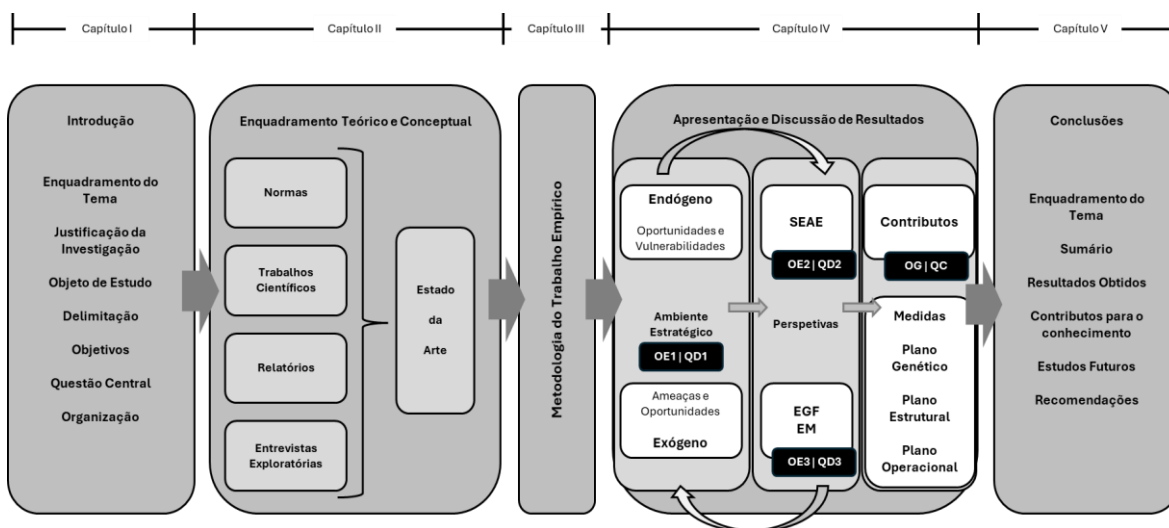 Capítulo I
Capítulo II
Capítulo III
Capítulo IV
Capítulo V
Introdução
Enquadramento do
Tema
Justificação da
Investigação
Objeto de Estudo
Delimitação
Objetivos
Questão Central
Organização
Enquadramento Teórico e Conceptual
Normas
Trabalhos
Científicos
Relatórios
Entrevistas
Exploratórias
Estado
da
Arte
Metodologia do Trabalho Empírico
Apresentação e Discussão de Resultados
Endógeno
Oportunidades e
Vulnerabilidades
Ambiente
Estratégico
OE1 | QD1
Ameaças e
Oportunidades
Exógeno
SEAE
OE2 | QD2
Perspetivas
EGF
EM
OE3 | QD3
Contributos
OG | QC
Medidas
Plano
Genético
Plano
Estrutural
Plano
Operacional
Conclusões
Enquadramento do
Tema
Sumário
Resultados Obtidos
Contributos para o
conhecimento
Estudos Futuros
Recomendações